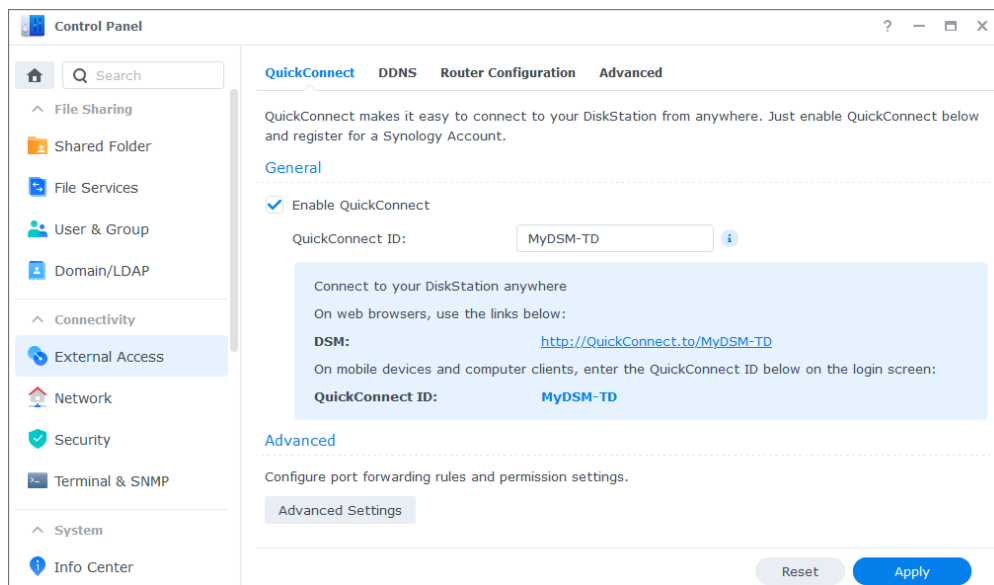 Control Panel
?
Search
File Sharing
Shared Folder
File Services
User & Group
Domain/LDAP
Connectivity
External Access
Network
Security
Terminal & SNMP
System
Info Center
QuickConnect DDNS Router Configuration Advanced
QuickConnect makes it easy to connect to your DiskStation from anywhere. Just enable QuickConnect below
and register for a Synology Account.
General
Enable QuickConnect
QuickConnect ID: MyDSM-TD
Connect to your DiskStation anywhere
On web browsers, use the links below:
DSM: http://QuickConnect.to/MyDSM-TD
On mobile devices and computer clients, enter the QuickConnect ID below on the login screen:
QuickConnect ID: MyDSM-TD
Advanced
Configure port forwarding rules and permission settings.
Advanced Settings
Reset Apply